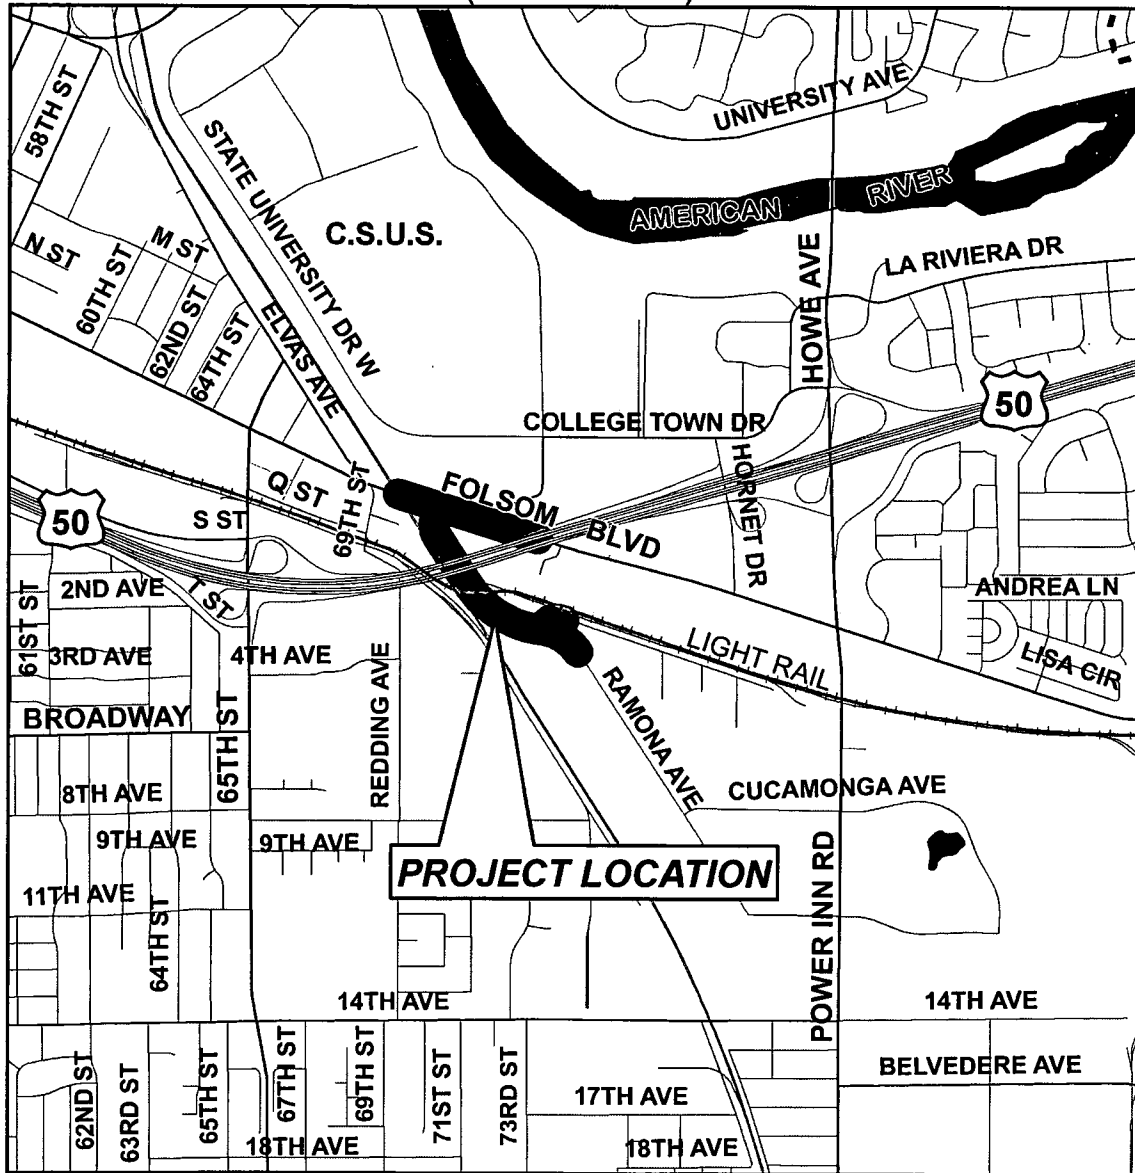 58TH ST
UNIVERSITY AVE
STATE UNIVERSITY DR W
AMERICAN RIVER
C.S.U.S.
N ST
M ST
60TH ST
62ND ST
64TH ST
ELVAS AVE
HOWE AVE
LA RIVIERA DR
50
COLLEGE TOWN DR
HORNET DR
Q ST
69TH ST
FOLSOM BLVD
50
S ST
T ST
61ST ST
2ND AVE
3RD AVE
4TH AVE
ANDREA LN
LISA CIR
LIGHT RAIL
REDDING AVE
RAMONA AVE
BROADWAY
65TH ST
8TH AVE
CUCAMONGA AVE
9TH AVE
9TH AVE
PROJECT LOCATION
11TH AVE
64TH ST
POWER INN RD
14TH AVE
14TH AVE
BELVEDERE AVE
62ND ST
63RD ST
65TH ST
67TH ST
69TH ST
71ST ST
73RD ST
17TH AVE
18TH AVE
18TH AVE